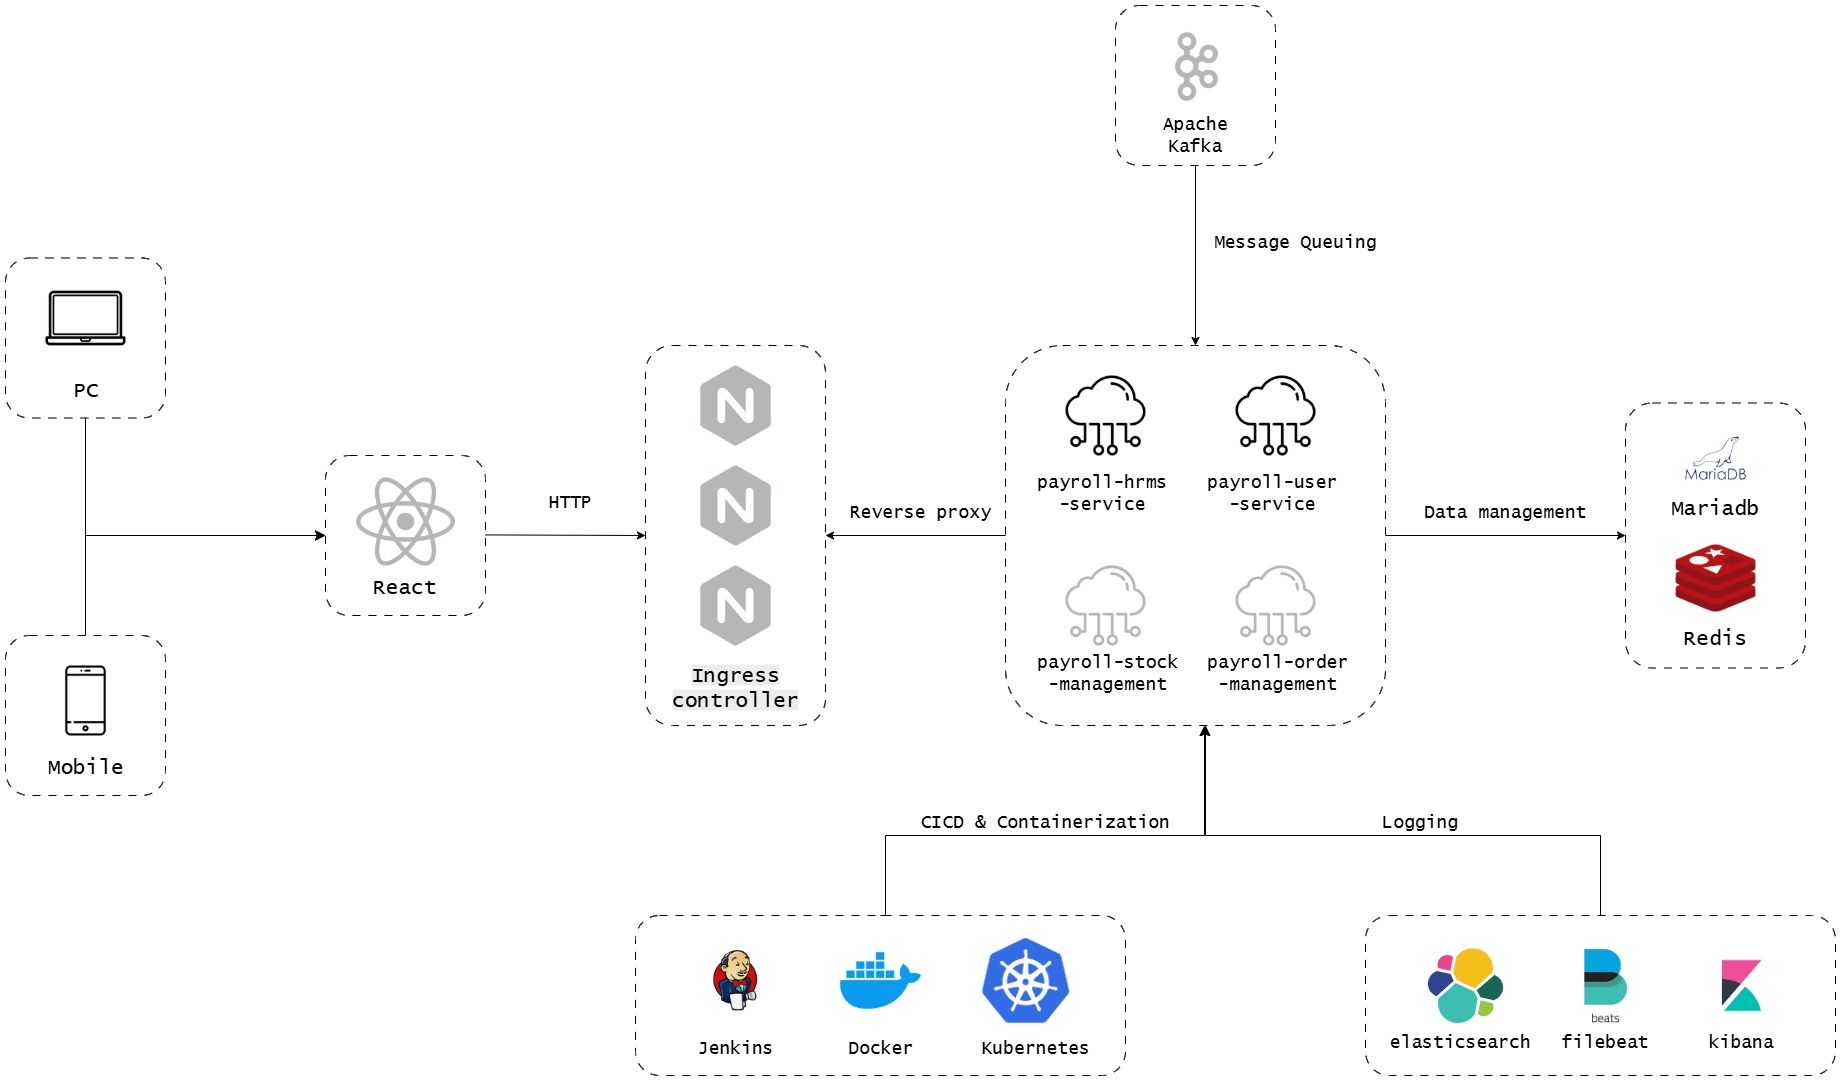 Apache
Kafka
Message Queuing
PC
Mobile
React
HTTP
N
N
N
Ingress
controller
Reverse proxy
payroll-hrms
-service
payroll-user
-service
payroll-stock
-management
payroll-order
-management
Data management
MariaDB
Mariadb
Redis
CICD & Containerization
Logging
Jenkins
Docker
Kubernetes
elasticsearch
beats
filebeat
kibana